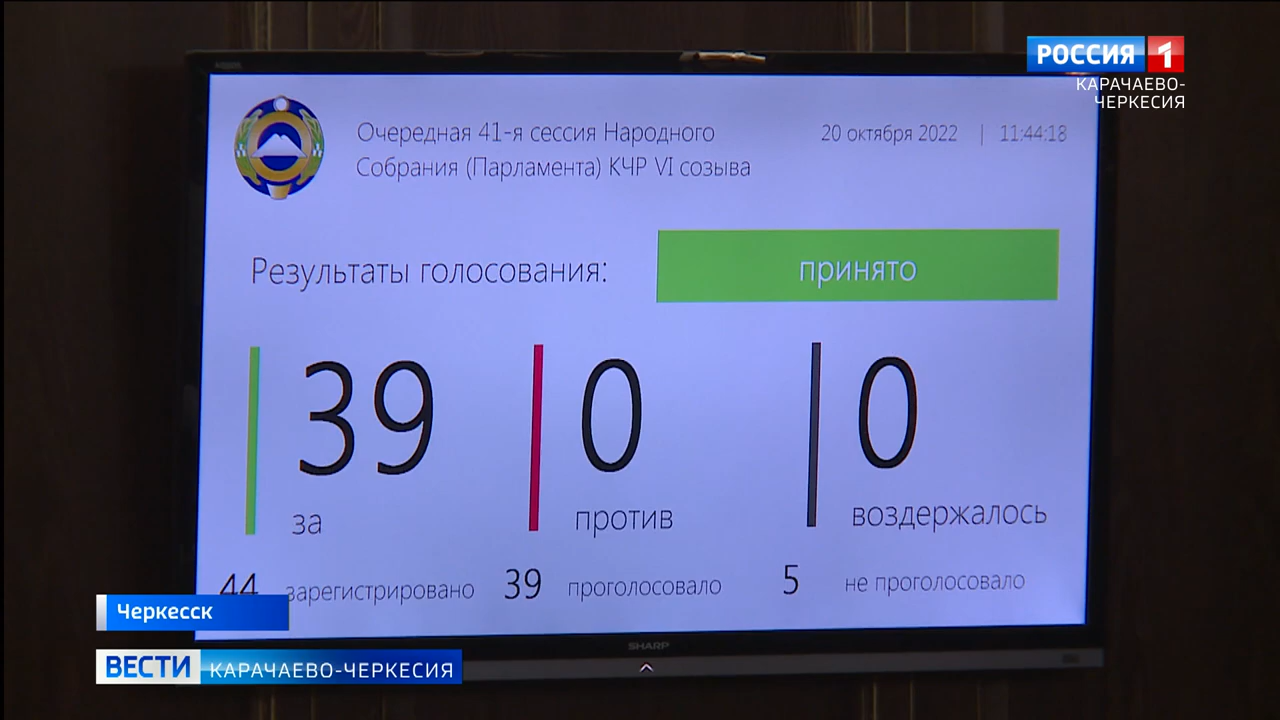 РОССИЯ 1
КАРАЧАЕВО-
ЧЕРКЕСИЯ
Очередная 41-я сессия Народного
Собрания (Парламента) КЧР VI созыва
20 октября 2022 | 11:44:18
Результаты голосования:
принято
39 0 0
за против воздержалось
44 зарегистрировано 39 проголосовало 5 не проголосовало
Черкесск
SHARP
ВЕСТИ КАРАЧАЕВО-ЧЕРКЕСИЯ